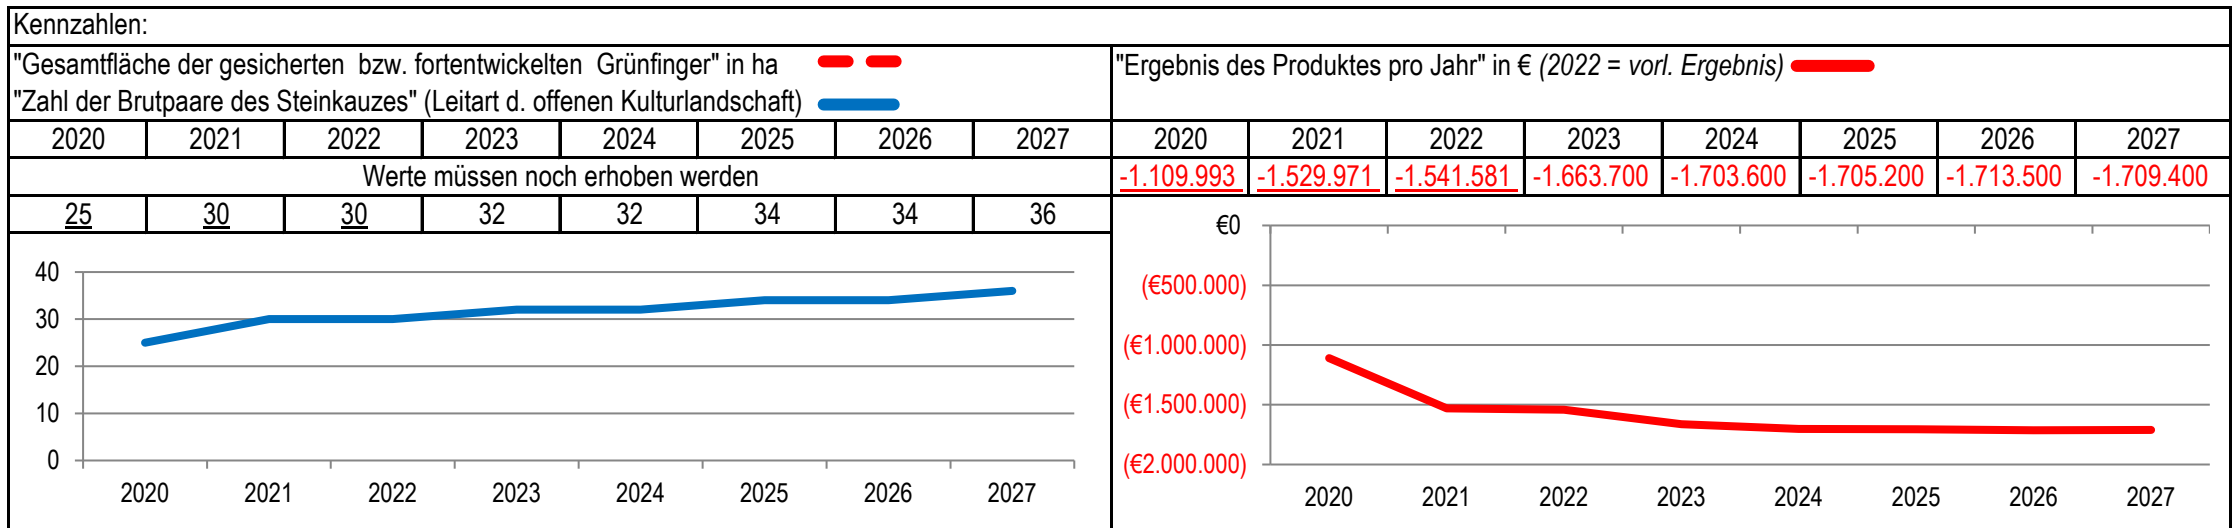 Kennzahlen:
"Gesamtfläche der gesicherten bzw. fortentwickelten Grünfinger" in ha
"Zahl der Brutpaare des Steinkauzes" (Leitart d. offenen Kulturlandschaft)
2020 2021 2022 2023 2024 2025 2026 2027
Werte müssen noch erhoben werden
25 30 30 32 32 34 34 36
40
30
20
10
0
2020 2021 2022 2023 2024 2025 2026 2027
"Ergebnis des Produktes pro Jahr" in € (2022 = vorl. Ergebnis)
2020 2021 2022 2023 2024 2025 2026 2027
-1.109.993 -1.529.971 -1.541.581 -1.663.700 -1.703.600 -1.705.200 -1.713.500 -1.709.400
€0
(€500.000)
(€1.000.000)
(€1.500.000)
(€2.000.000)
2020 2021 2022 2023 2024 2025 2026 2027